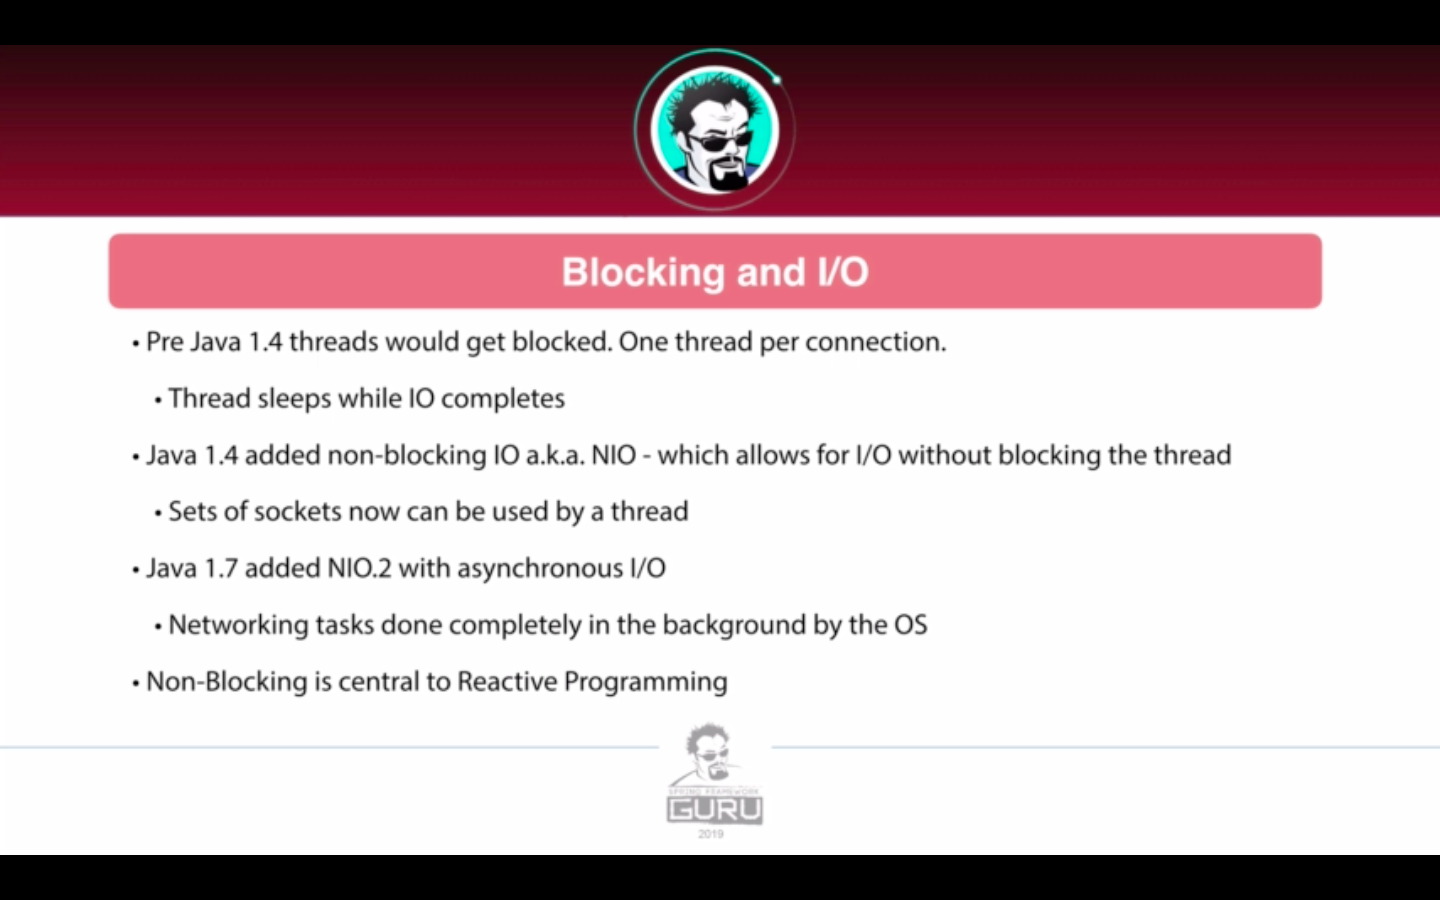 Blocking and I/O
• Pre Java 1.4 threads would get blocked. One thread per connection.
• Thread sleeps while IO completes
• Java 1.4 added non-blocking IO a.k.a. NIO - which allows for I/O without blocking the thread
• Sets of sockets now can be used by a thread
• Java 1.7 added NIO.2 with asynchronous I/O
• Networking tasks done completely in the background by the OS
• Non-Blocking is central to Reactive Programming
SPRING FRAMEWORK
GURU
2019